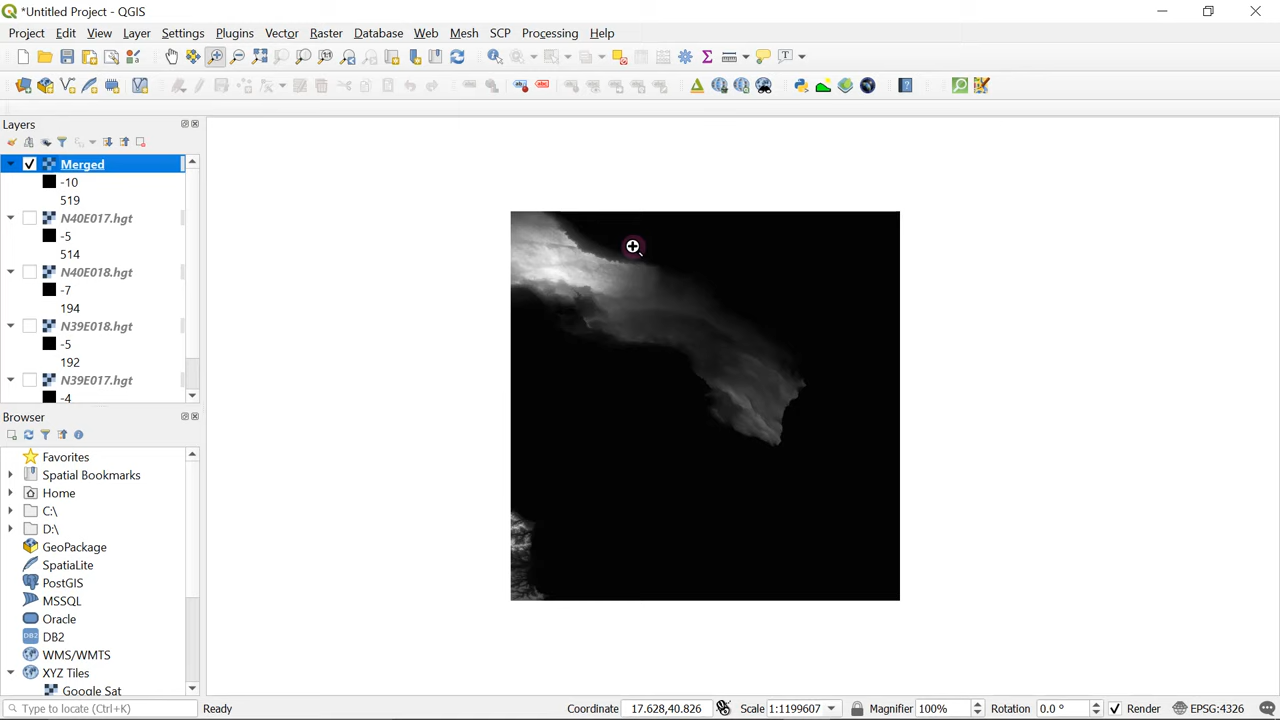 *Untitled Project - QGIS
Project Edit View Layer Settings Plugins Vector Raster Database Web Mesh SCP Processing Help
Layers
Merged
-10
519
N40E017.hgt
-5
514
N40E018.hgt
-7
194
N39E018.hgt
-5
192
N39E017.hgt
-4
Browser
Favorites
Spatial Bookmarks
Home
C:\
D:\
GeoPackage
SpatiaLite
PostGIS
MSSQL
Oracle
DB2
WMS/WMTS
XYZ Tiles
Google Sat
Type to locate (Ctrl+K) Ready Coordinate 17.628,40.826 Scale 1:1199607 Magnifier 100% Rotation 0.0 ° Render EPSG:4326